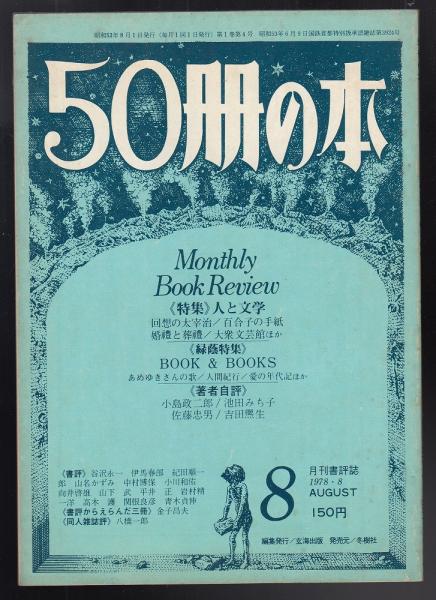 昭和53年8月1日発行（毎月1回1日発行）第1巻第4号 昭和53年6月9日国鉄首都特別扱承認雑誌第3924号
50冊の本
Monthly
Book Review
《特集》人と文学
回想の太宰治／百合子の手紙
婚禮と葬禮／大衆文芸館ほか
《緑蔭特集》
BOOK & BOOKS
あめゆきさんの歌／人間紀行／愛の年代記ほか
《著者自評》
小島政二郎／池田みち子
佐藤忠男／吉田熈生
《書評》谷沢永一 伊馬春部 紀田順一
郎 山名かずみ 中村博保 小川和佑
向井啓雄 山下武 平井正 岩村精
一洋 高木護 関根良彦 青木貞伸
《書評からえらんだ三冊》金子昌夫
《同人雑誌評》八橋一郎
8
月刊書評誌
1978・8
AUGUST
150円
編集発行／玄海出版 発売元／冬樹社